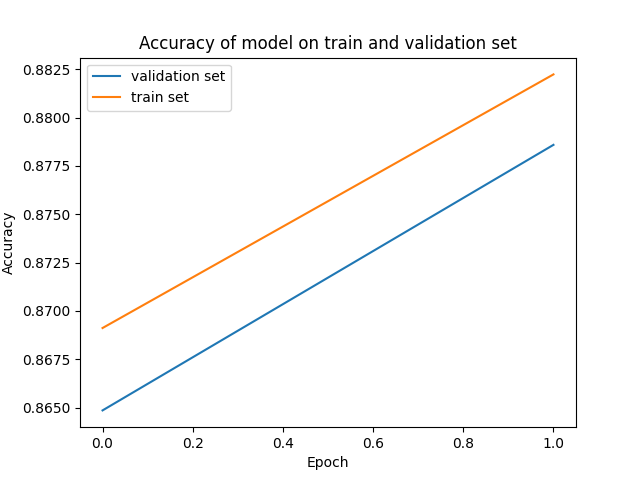 Accuracy of model on train and validation set
validation set
train set
0.8825
0.8800
0.8775
0.8750
0.8725
0.8700
0.8675
0.8650
Accuracy
0.0 0.2 0.4 0.6 0.8 1.0
Epoch